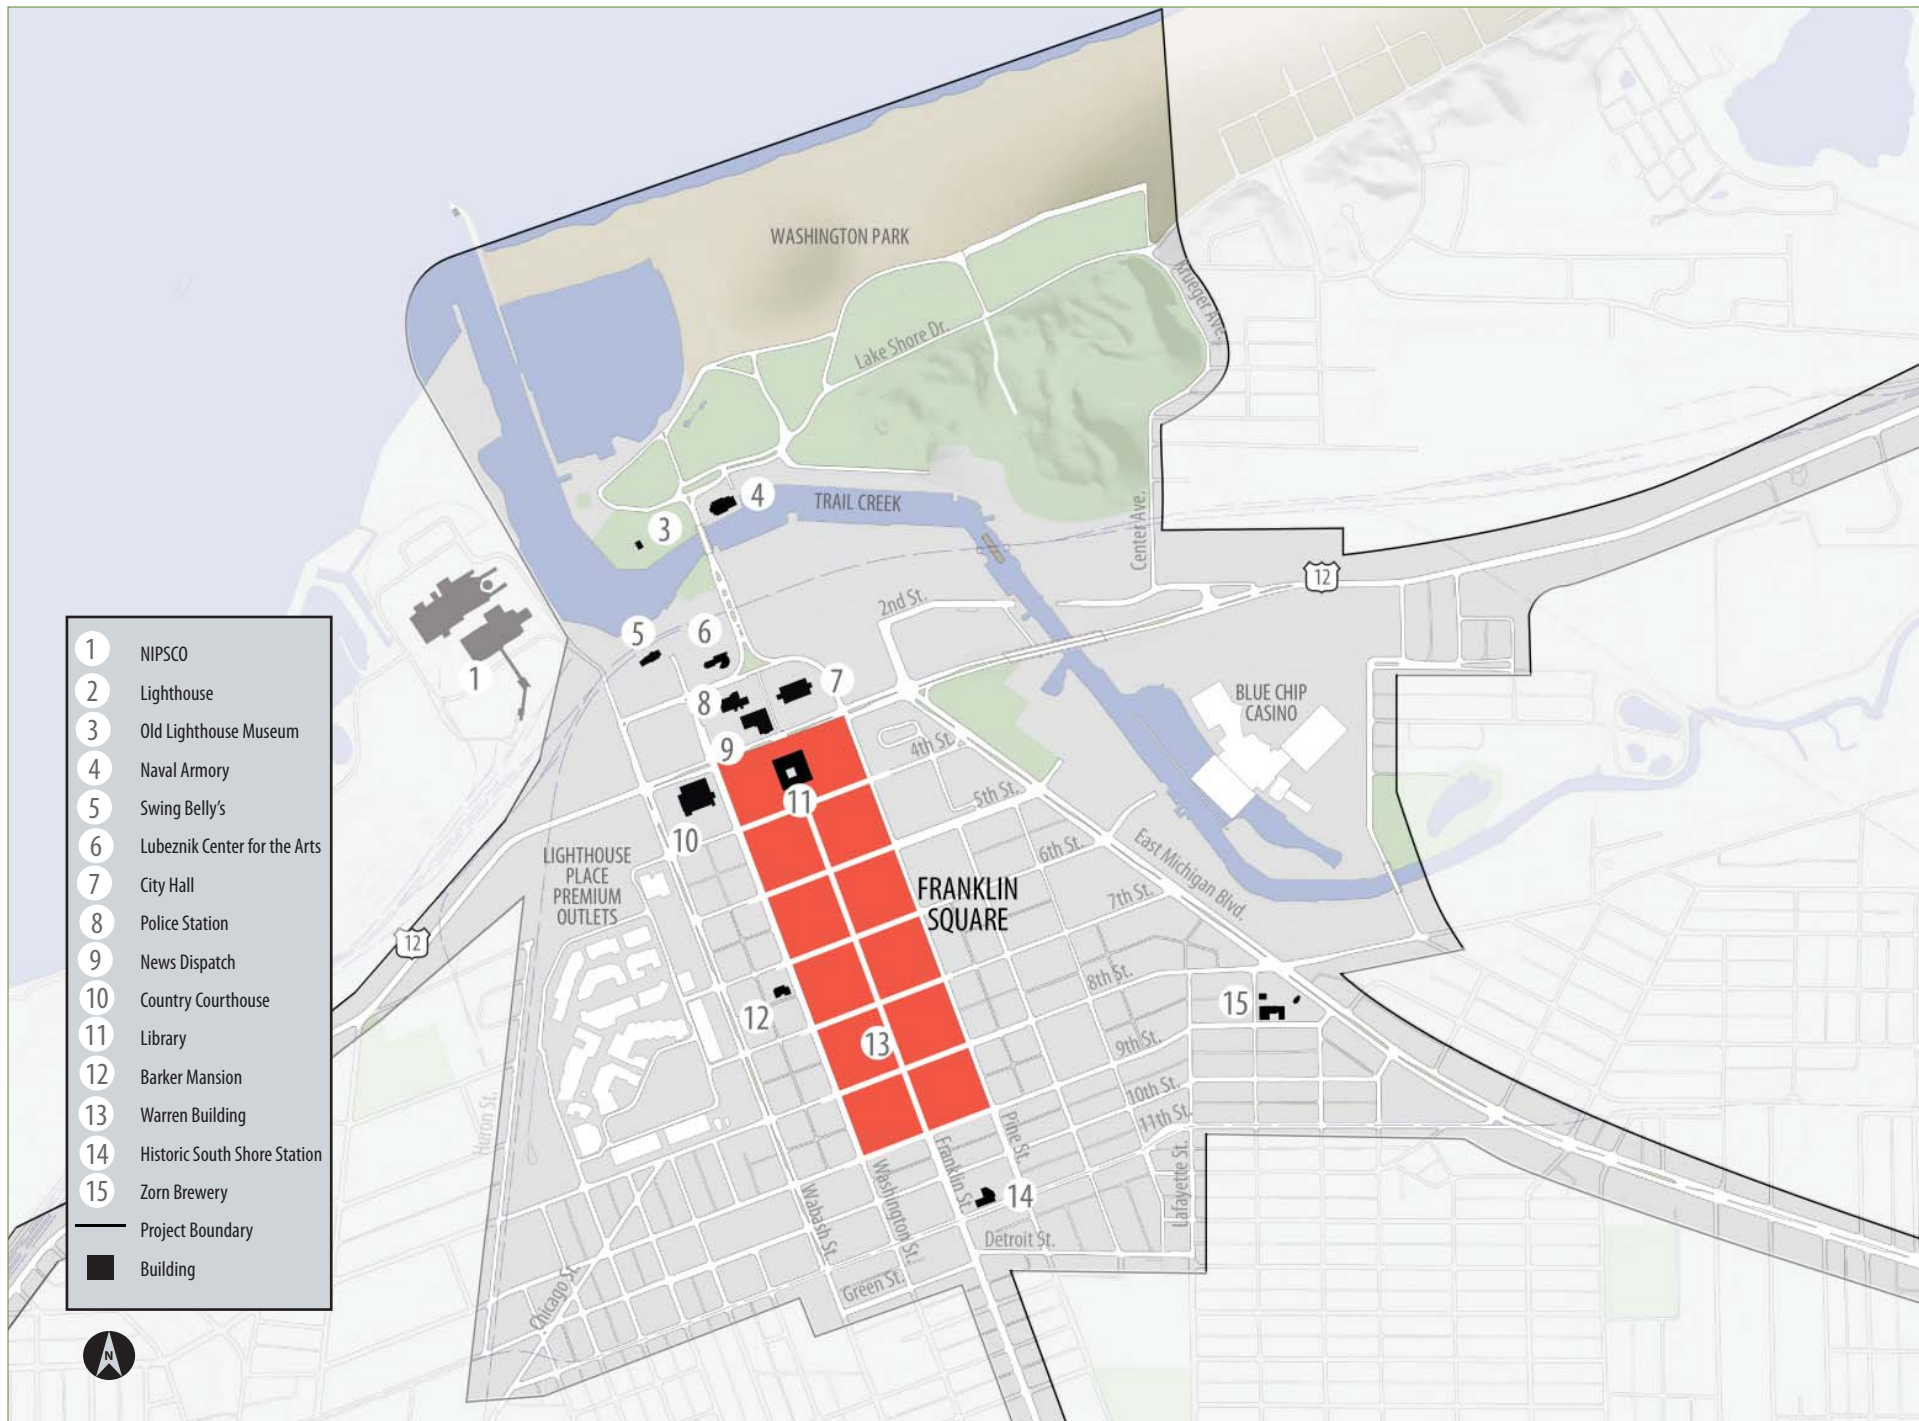 WASHINGTON PARK
Krueger Ave.
Lake Shore Dr.
4
TRAIL CREEK
3
Center Ave.
12
2nd St.
5
6
1
7
8
BLUE CHIP
CASINO
9
4th St.
11
5th St.
10
6th St.
East Michigan Blvd.
LIGHTHOUSE
PLACE
PREMIUM
OUTLETS
FRANKLIN
SQUARE
7th St.
12
8th St.
15
12
13
9th St.
10th St.
11th St.
Huron St.
Pine St.
Franklin St.
Washington St.
Wabash St.
Lafayette St.
14
Detroit St.
Green St.
Chicago St.
1 NIPSCO
2 Lighthouse
3 Old Lighthouse Museum
4 Naval Armory
5 Swing Belly's
6 Lubeznik Center for the Arts
7 City Hall
8 Police Station
9 News Dispatch
10 Country Courthouse
11 Library
12 Barker Mansion
13 Warren Building
14 Historic South Shore Station
15 Zorn Brewery
Project Boundary
Building
N